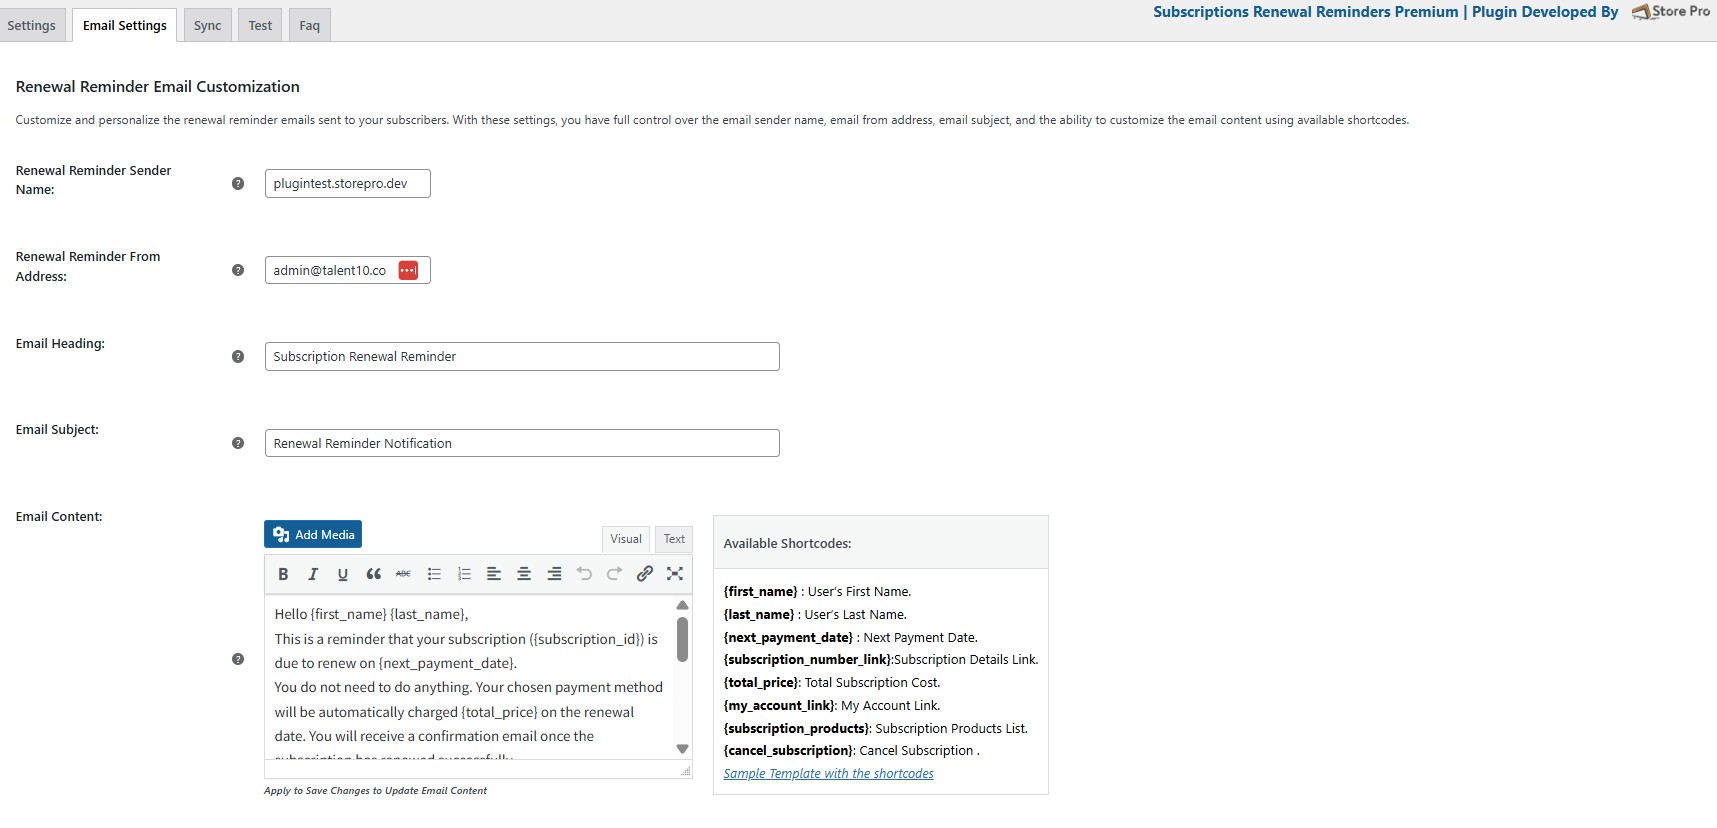 Settings
Email Settings
Sync
Test
Faq
Subscriptions Renewal Reminders Premium | Plugin Developed By
Store Pro
Renewal Reminder Email Customization
Customize and personalize the renewal reminder emails sent to your subscribers. With these settings, you have full control over the email sender name, email from address, email subject, and the ability to customize the email content using available shortcodes.
Renewal Reminder Sender
Name:
plugintest.storepro.dev
Renewal Reminder From
Address:
admin@talent10.co
Email Heading:
Subscription Renewal Reminder
Email Subject:
Renewal Reminder Notification
Email Content:
Add Media
Visual
Text
B I U ABC
Hello {first_name} {last_name},
This is a reminder that your subscription ({subscription_id}) is
due to renew on {next_payment_date}.
You do not need to do anything. Your chosen payment method
will be automatically charged {total_price} on the renewal
date. You will receive a confirmation email once the
subscription has renewed successfully.
Apply to Save Changes to Update Email Content
Available Shortcodes:
{first_name} : User's First Name.
{last_name} : User's Last Name.
{next_payment_date} : Next Payment Date.
{subscription_number_link}:Subscription Details Link.
{total_price}: Total Subscription Cost.
{my_account_link}: My Account Link.
{subscription_products}: Subscription Products List.
{cancel_subscription}: Cancel Subscription .
Sample Template with the shortcodes